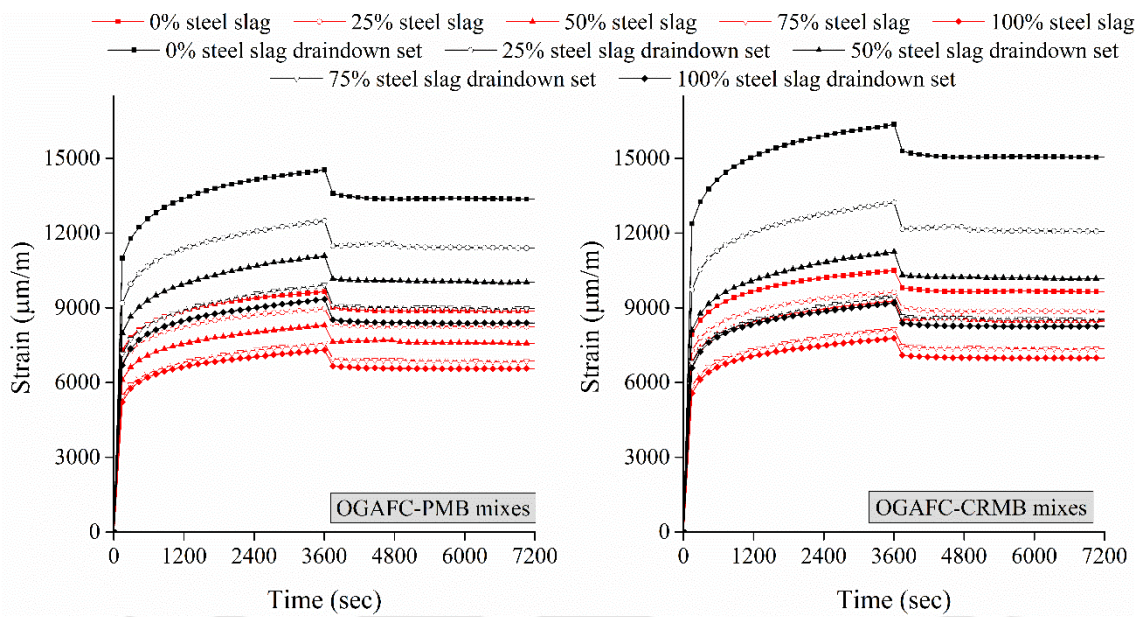 0% steel slag 25% steel slag 50% steel slag 75% steel slag 100% steel slag
0% steel slag draindown set 25% steel slag draindown set 50% steel slag draindown set
75% steel slag draindown set 100% steel slag draindown set
Strain (μm/m)
15000
12000
9000
6000
3000
0
OGAFC-PMB mixes
0 1200 2400 3600 4800 6000 7200
Time (sec)
Strain (μm/m)
15000
12000
9000
6000
3000
0
OGAFC-CRMB mixes
0 1200 2400 3600 4800 6000 7200
Time (sec)